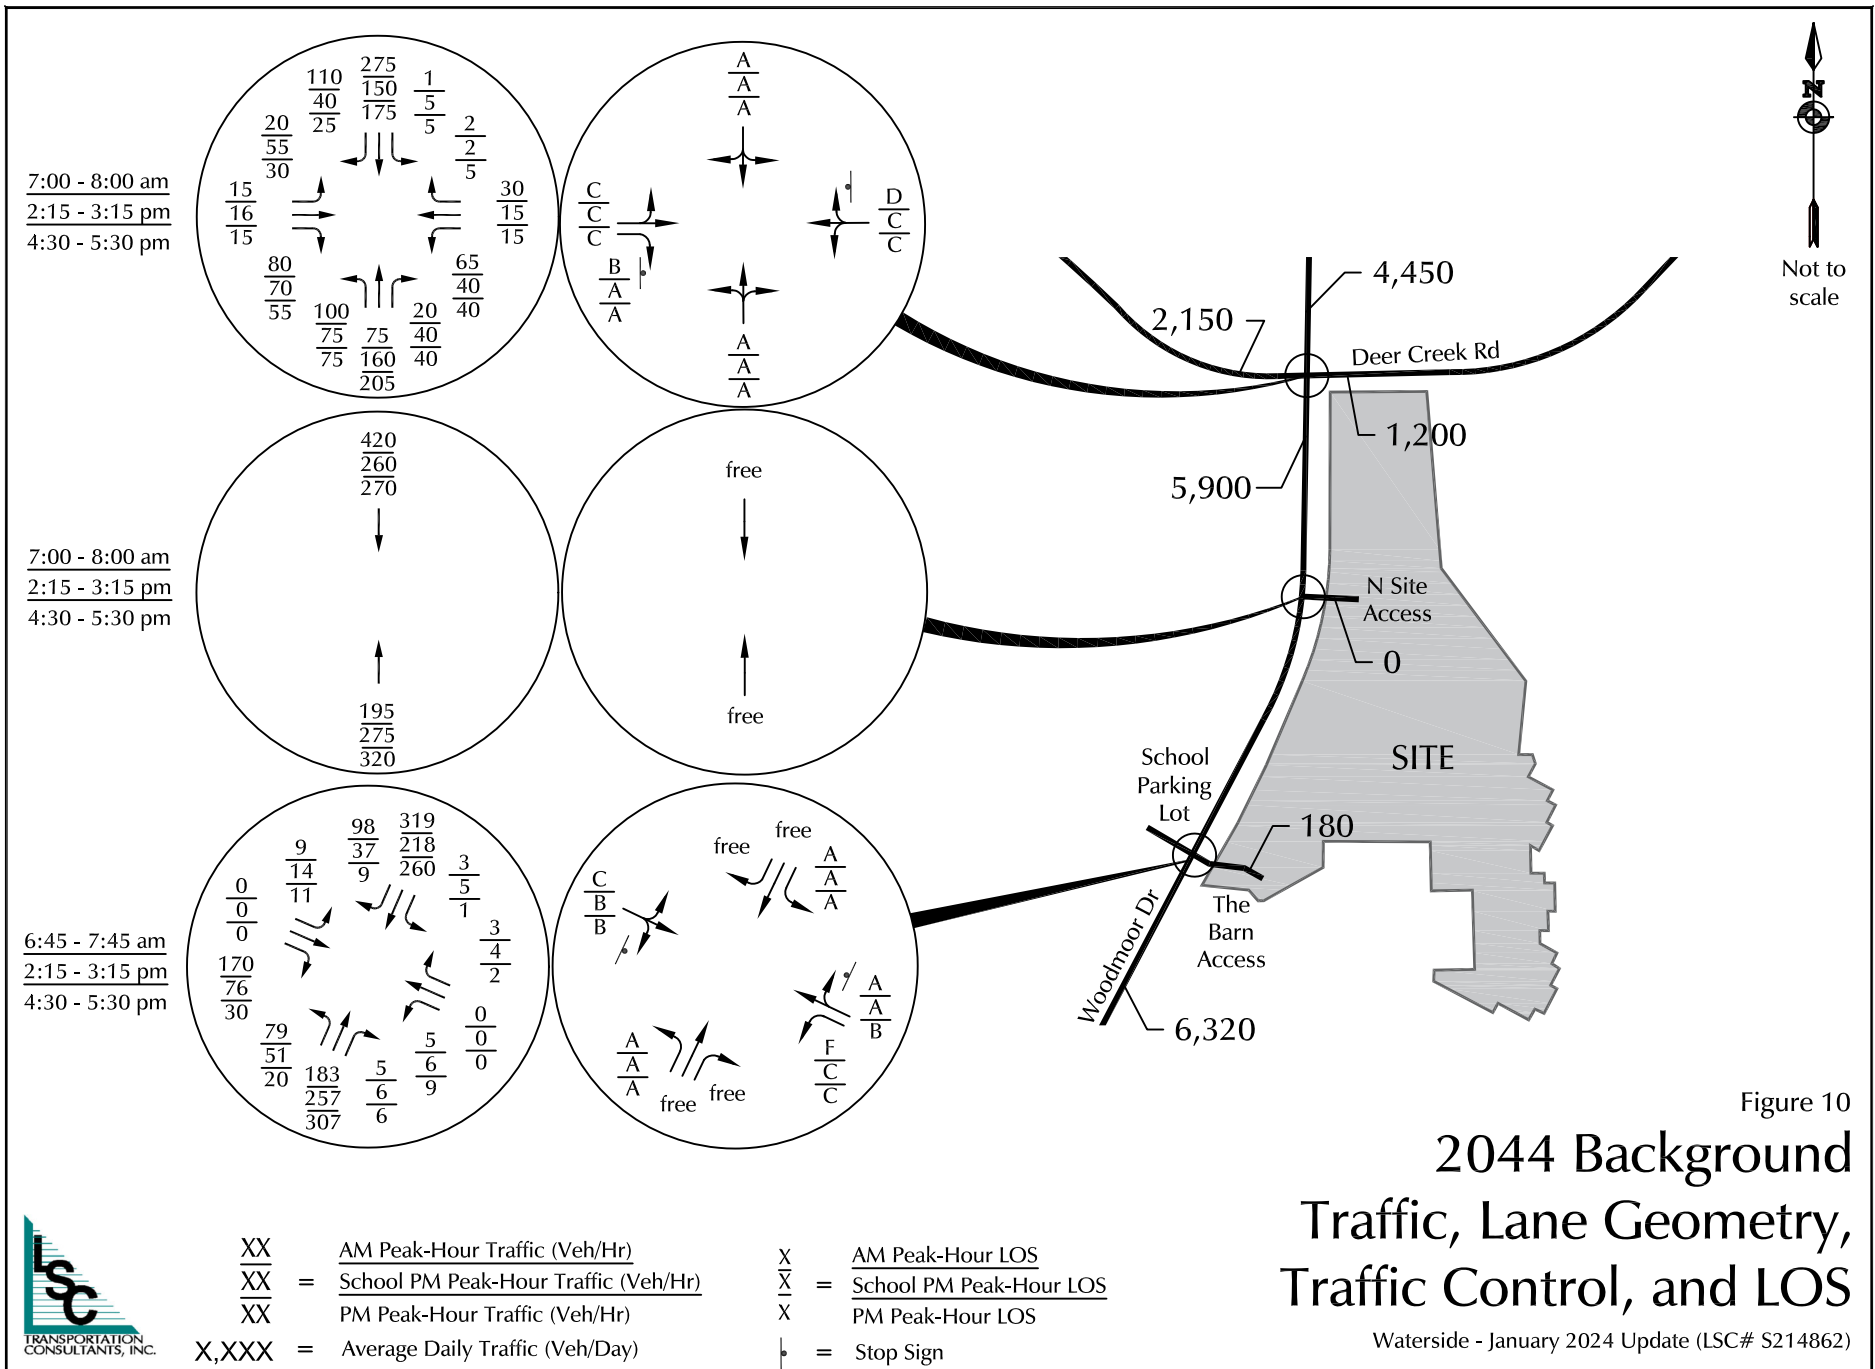 7:00 - 8:00 am
2:15 - 3:15 pm
4:30 - 5:30 pm
110
40
25
275
150
175
1
5
5
20
55
30
2
2
5
15
16
15
30
15
15
80
70
55
65
40
40
100
75
75
75
160
205
20
40
40
A
A
A
C
C
C
D
C
C
B
A
A
A
A
A
7:00 - 8:00 am
2:15 - 3:15 pm
4:30 - 5:30 pm
420
260
270
195
275
320
free
free
6:45 - 7:45 am
2:15 - 3:15 pm
4:30 - 5:30 pm
98
37
9
319
218
260
9
14
11
3
5
1
0
0
0
3
4
2
170
76
30
0
0
0
79
51
20
5
6
9
183
257
307
5
6
6
free
free
A
A
A
C
B
B
A
A
B
A
A
A
F
C
C
free
free
N
Not to
scale
4,450
2,150
Deer Creek Rd
1,200
5,900
N Site
Access
0
SITE
School
Parking
Lot
180
The
Barn
Access
Woodmoor Dr
6,320
Figure 10
2044 Background
Traffic, Lane Geometry,
Traffic Control, and LOS
Waterside - January 2024 Update (LSC# S214862)
LSC
TRANSPORTATION
CONSULTANTS, INC.
XX AM Peak-Hour Traffic (Veh/Hr)
XX = School PM Peak-Hour Traffic (Veh/Hr)
XX PM Peak-Hour Traffic (Veh/Hr)
X,XXX = Average Daily Traffic (Veh/Day)
X AM Peak-Hour LOS
X = School PM Peak-Hour LOS
X PM Peak-Hour LOS
= Stop Sign